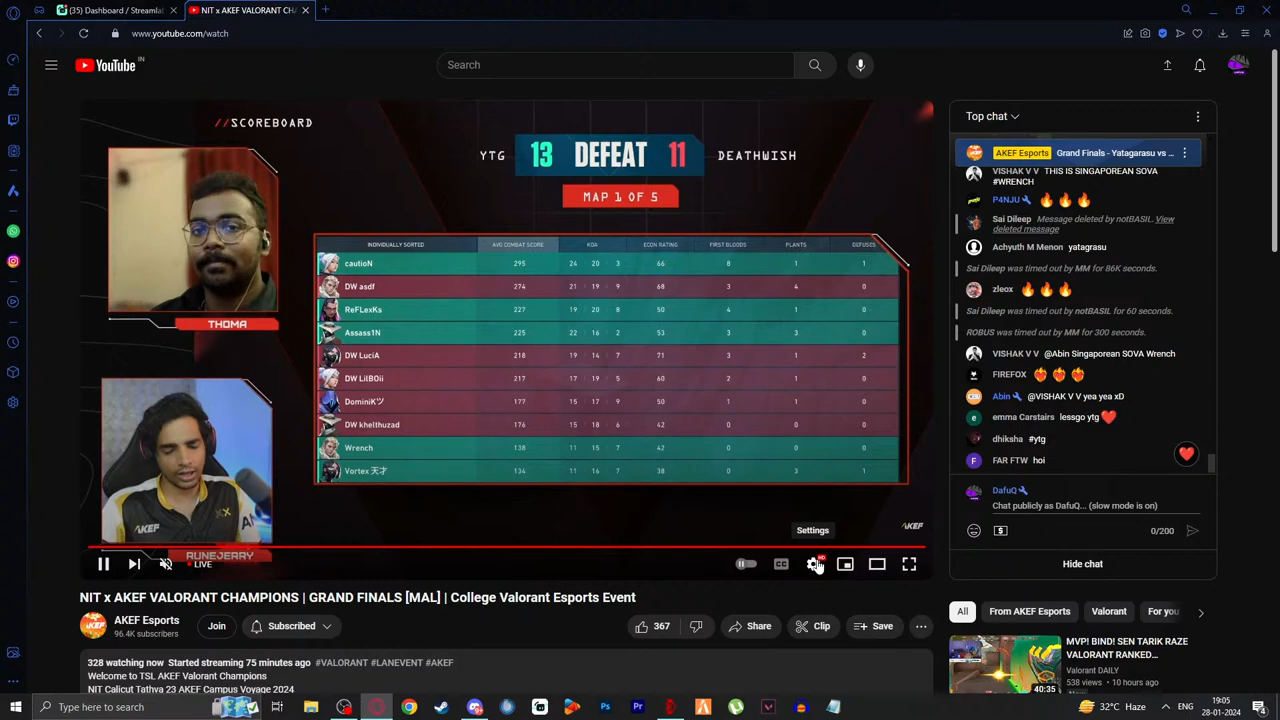 (35) Dashboard / Streamlab
NIT x AKEF VALORANT CHA
www.youtube.com/watch
YouTube IN
Search
//SCOREBOARD
YTG 13 DEFEAT 11 DEATHWISH
MAP 1 OF 5
INDIVIDUALLY SORTED AVG COMBAT SCORE KDA ECON RATING FIRST BLOODS PLANTS DEFUSES
cautioN 295 24 20 3 66 8 1 1
DW asdf 274 21 19 9 68 3 4 0
ReFLexKs 227 19 20 8 50 4 1 0
Assass1N 225 22 16 2 53 3 3 0
DW LuciA 218 19 14 7 71 3 1 2
DW LilBOii 217 17 19 5 60 2 1 0
DominiKツ 177 15 17 9 50 1 1 0
DW khelthuzad 176 15 18 6 42 0 0 0
Wrench 138 11 15 7 42 0 0 0
Vortex 天才 134 11 16 7 38 0 3 1
THOMA
RUNEJERRY
AKEF
AKEF
Settings
HD
LIVE
NIT x AKEF VALORANT CHAMPIONS | GRAND FINALS [MAL] | College Valorant Esports Event
AKEF Esports
96.4K subscribers
Join
Subscribed
367
Share
Clip
Save
328 watching now Started streaming 75 minutes ago #VALORANT #LANEVENT #AKEF
Welcome to TSL AKEF Valorant Champions
NIT Calicut Tathva 23 AKEF Campus Voyage 2024
Top chat
AKEF Esports Grand Finals - Yatagarasu vs ...
VISHAK V V THIS IS SINGAPOREAN SOVA
#WRENCH
P4NJU 🔥🔥🔥
Sai Dileep Message deleted by notBASIL. View
deleted message
Achyuth M Menon yatagrasu
Sai Dileep was timed out by MM for 86K seconds.
zleox 🔥🔥🔥
Sai Dileep was timed out by notBASIL for 60 seconds.
ROBUS was timed out by MM for 300 seconds.
VISHAK V V @Abin Singaporean SOVA Wrench
FIREFOX ❤️‍🔥❤️‍🔥❤️‍🔥
Abin @VISHAK V V yea yea xD
emma Carstairs lessgo ytg❤️
dhiksha #ytg
FAR FTW hoi
DafuQ
Chat publicly as DafuQ... (slow mode is on)
0/200
Hide chat
All
From AKEF Esports
Valorant
For you
MVP! BIND! SEN TARIK RAZE
VALORANT RANKED...
Valorant DAILY
538 views • 10 hours ago
40:35
Type here to search
32°C Haze
ENG
19:05
28-01-2024